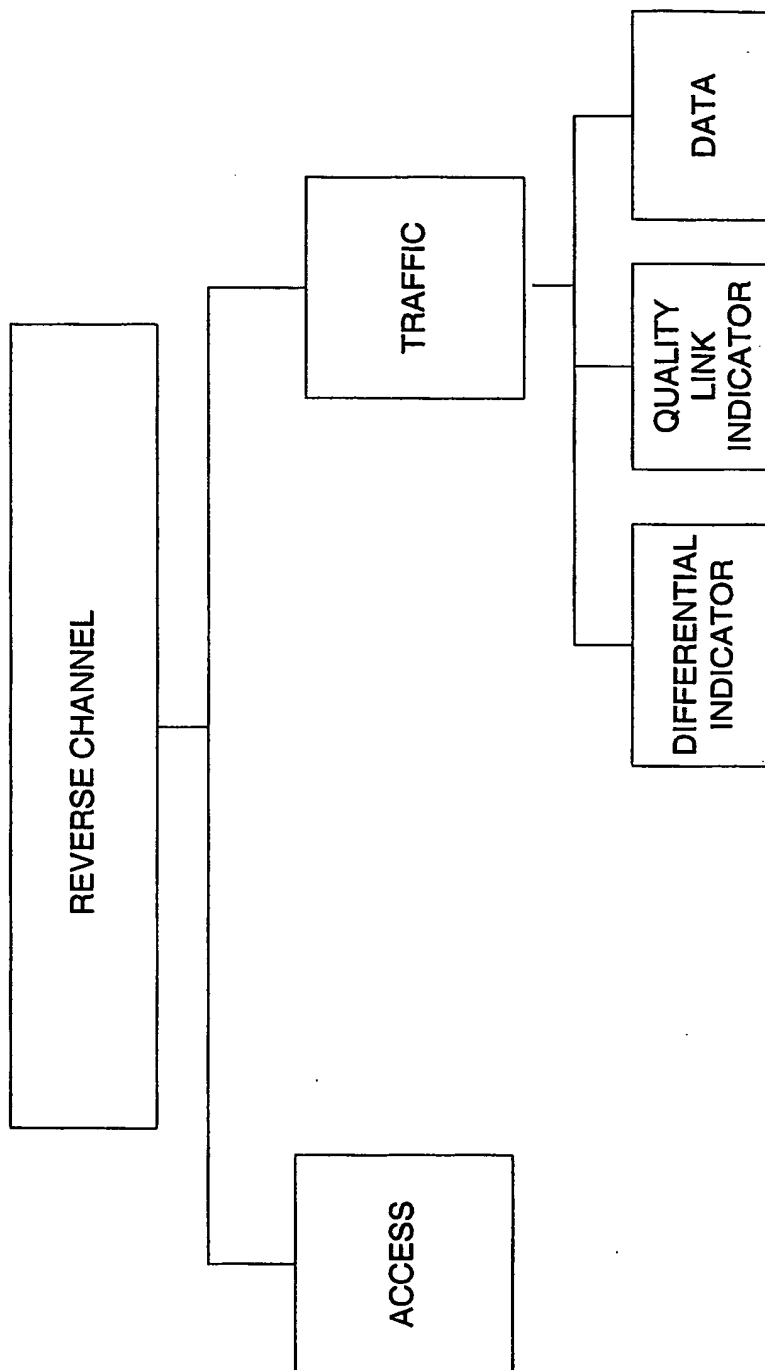 REVERSE CHANNEL
ACCESS
TRAFFIC
DIFFERENTIAL
INDICATOR
QUALITY
LINK
INDICATOR
DATA